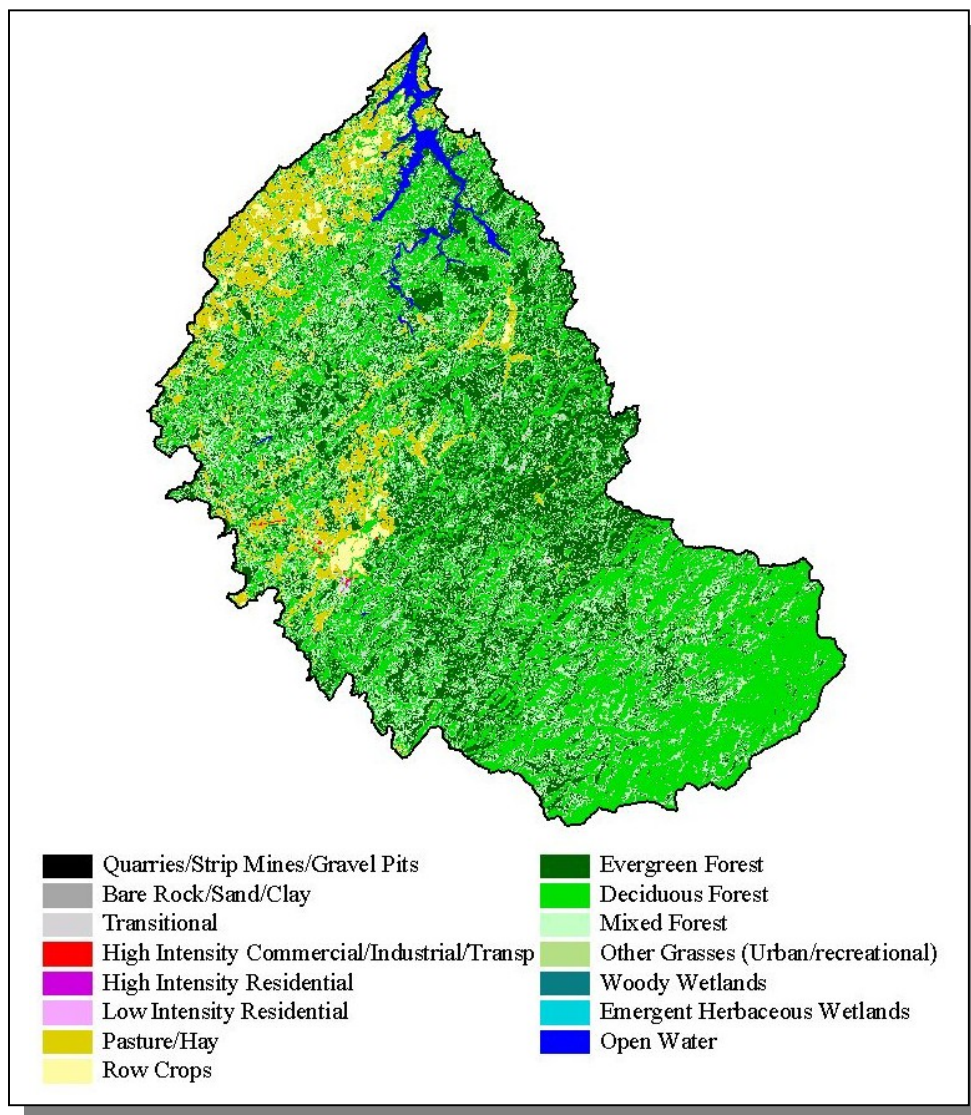 Quarries/Strip Mines/Gravel Pits
Bare Rock/Sand/Clay
Transitional
High Intensity Commercial/Industrial/Transp
High Intensity Residential
Low Intensity Residential
Pasture/Hay
Row Crops
Evergreen Forest
Deciduous Forest
Mixed Forest
Other Grasses (Urban/recreational)
Woody Wetlands
Emergent Herbaceous Wetlands
Open Water